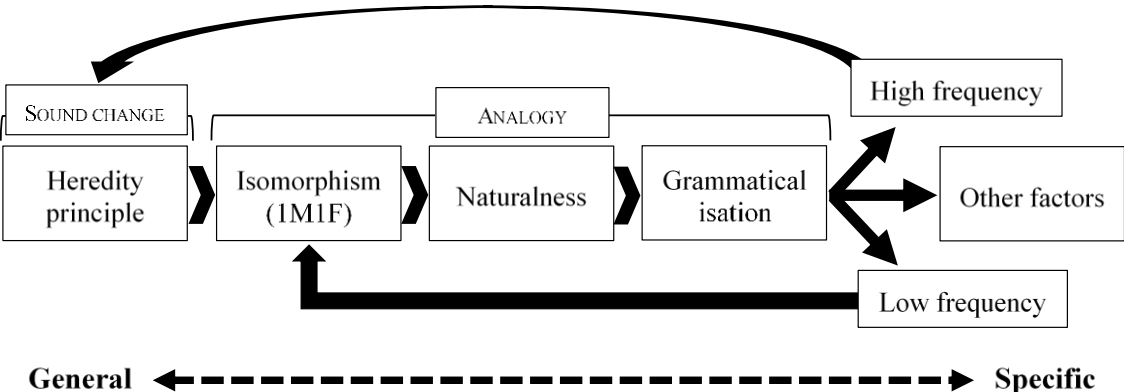 High frequency
SOUND CHANGE
ANALOGY
Heredity
principle
Isomorphism
(1M1F)
Naturalness
Grammatical
isation
Other factors
Low frequency
General
Specific